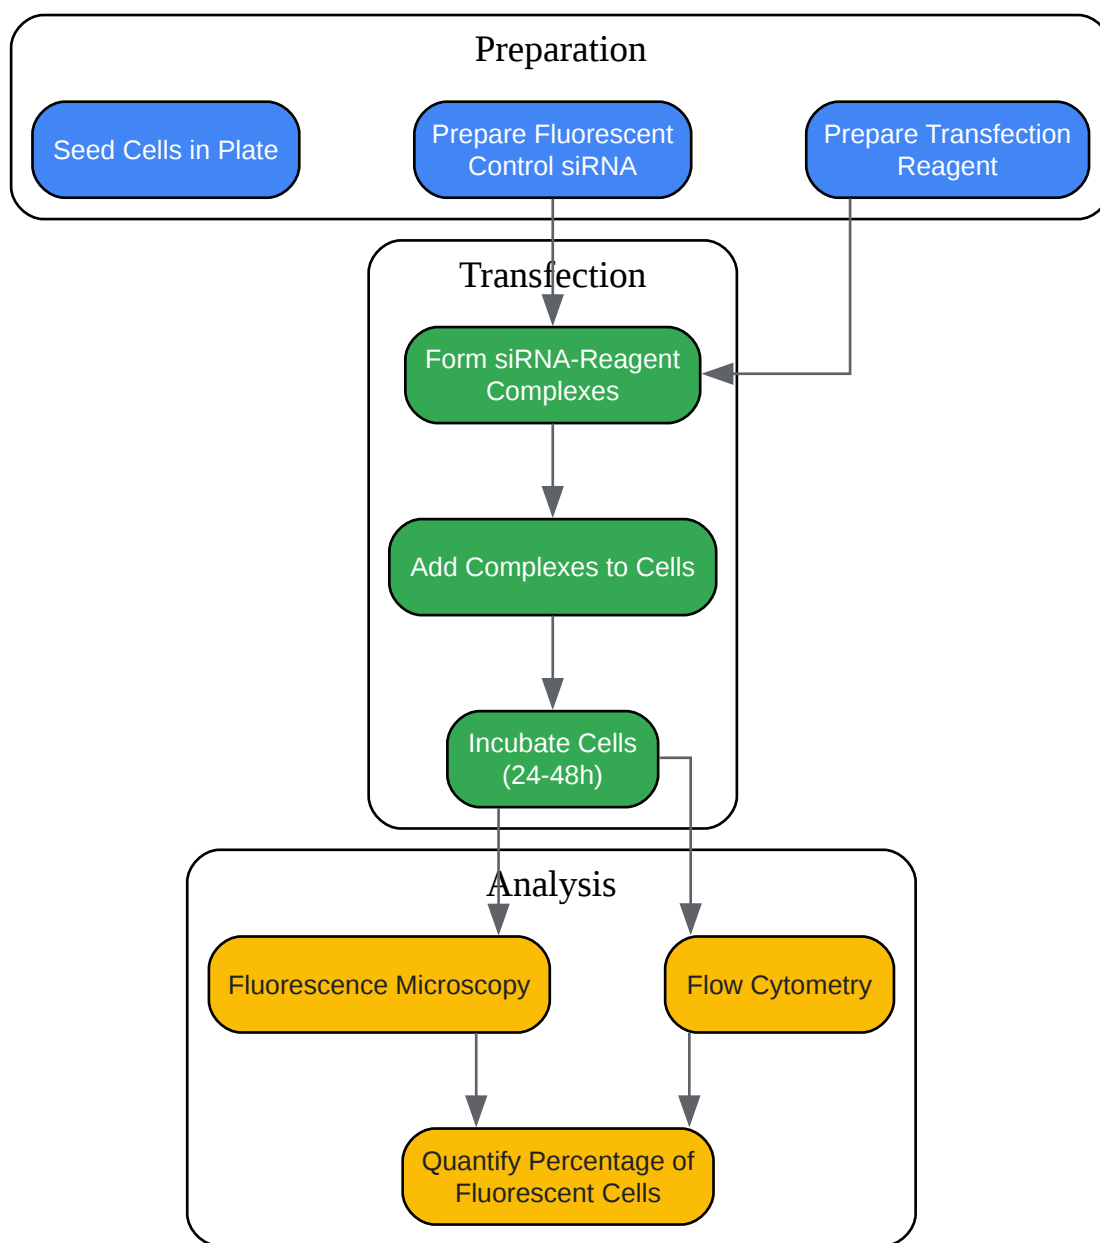 Preparation
Seed Cells in Plate
Prepare Fluorescent
Control siRNA
Prepare Transfection
Reagent
Transfection
Form siRNA-Reagent
Complexes
Add Complexes to Cells
Incubate Cells
(24-48h)
Analysis
Fluorescence Microscopy
Flow Cytometry
Quantify Percentage of
Fluorescent Cells